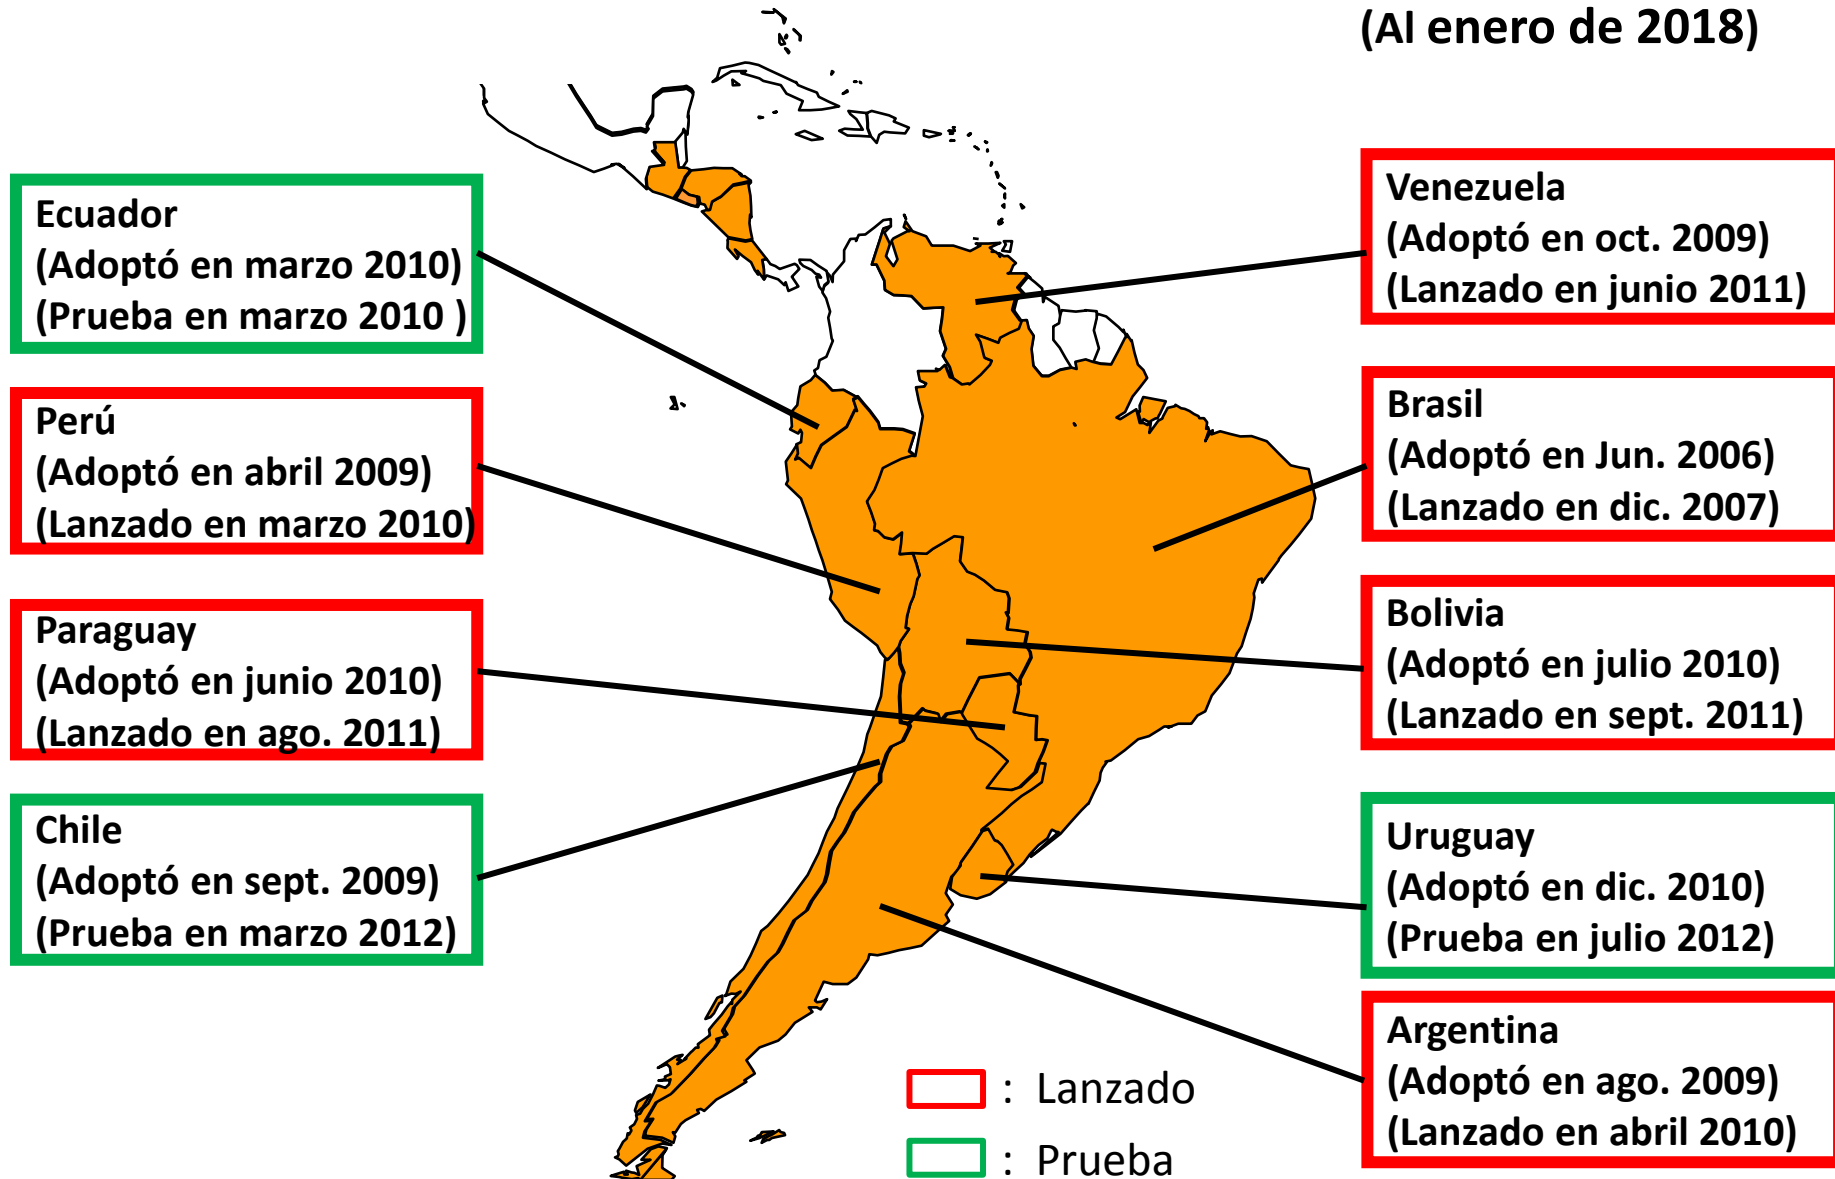 (Al enero de 2018)
Ecuador
(Adoptó en marzo 2010)
(Prueba en marzo 2010 )
Perú
(Adoptó en abril 2009)
(Lanzado en marzo 2010)
Paraguay
(Adoptó en junio 2010)
(Lanzado en ago. 2011)
Chile
(Adoptó en sept. 2009)
(Prueba en marzo 2012)
Venezuela
(Adoptó en oct. 2009)
(Lanzado en junio 2011)
Brasil
(Adoptó en Jun. 2006)
(Lanzado en dic. 2007)
Bolivia
(Adoptó en julio 2010)
(Lanzado en sept. 2011)
Uruguay
(Adoptó en dic. 2010)
(Prueba en julio 2012)
Argentina
(Adoptó en ago. 2009)
(Lanzado en abril 2010)
: Lanzado
: Prueba